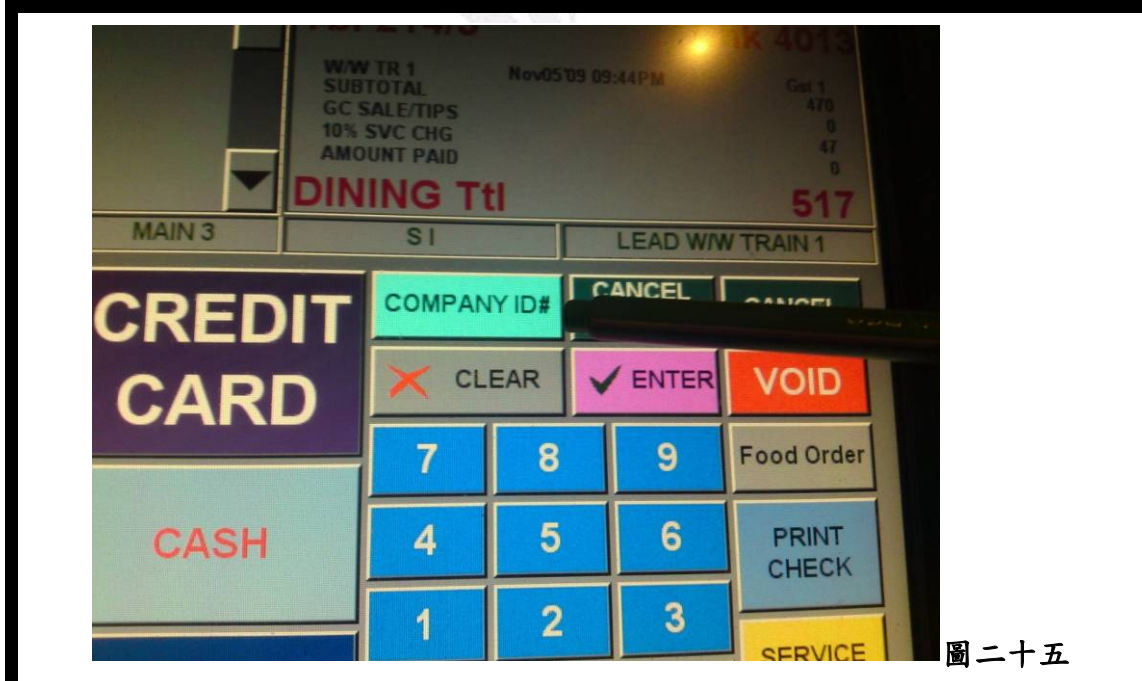 4013
W/W TR 1 Nov05'09 09:44PM Gst 1
SUBTOTAL 470
GC SALE/TIPS 0
10% SVC CHG 47
AMOUNT PAID 0
DINING Ttl 517
MAIN 3 S I LEAD W/W TRAIN 1
CREDIT CARD
COMPANY ID# CANCEL CANCEL
CLEAR ENTER VOID
7 8 9 Food Order
CASH
4 5 6 PRINT CHECK
1 2 3 SERVICE
圖二十五